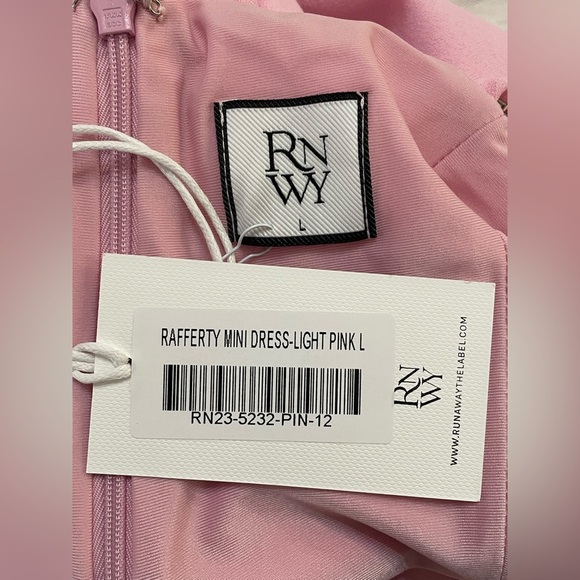 RN
WY
L
RAFFERTY MINI DRESS-LIGHT PINK L
RN23-5232-PIN-12
RN
WY
WWW.RUNAWAYTHELABEL.COM